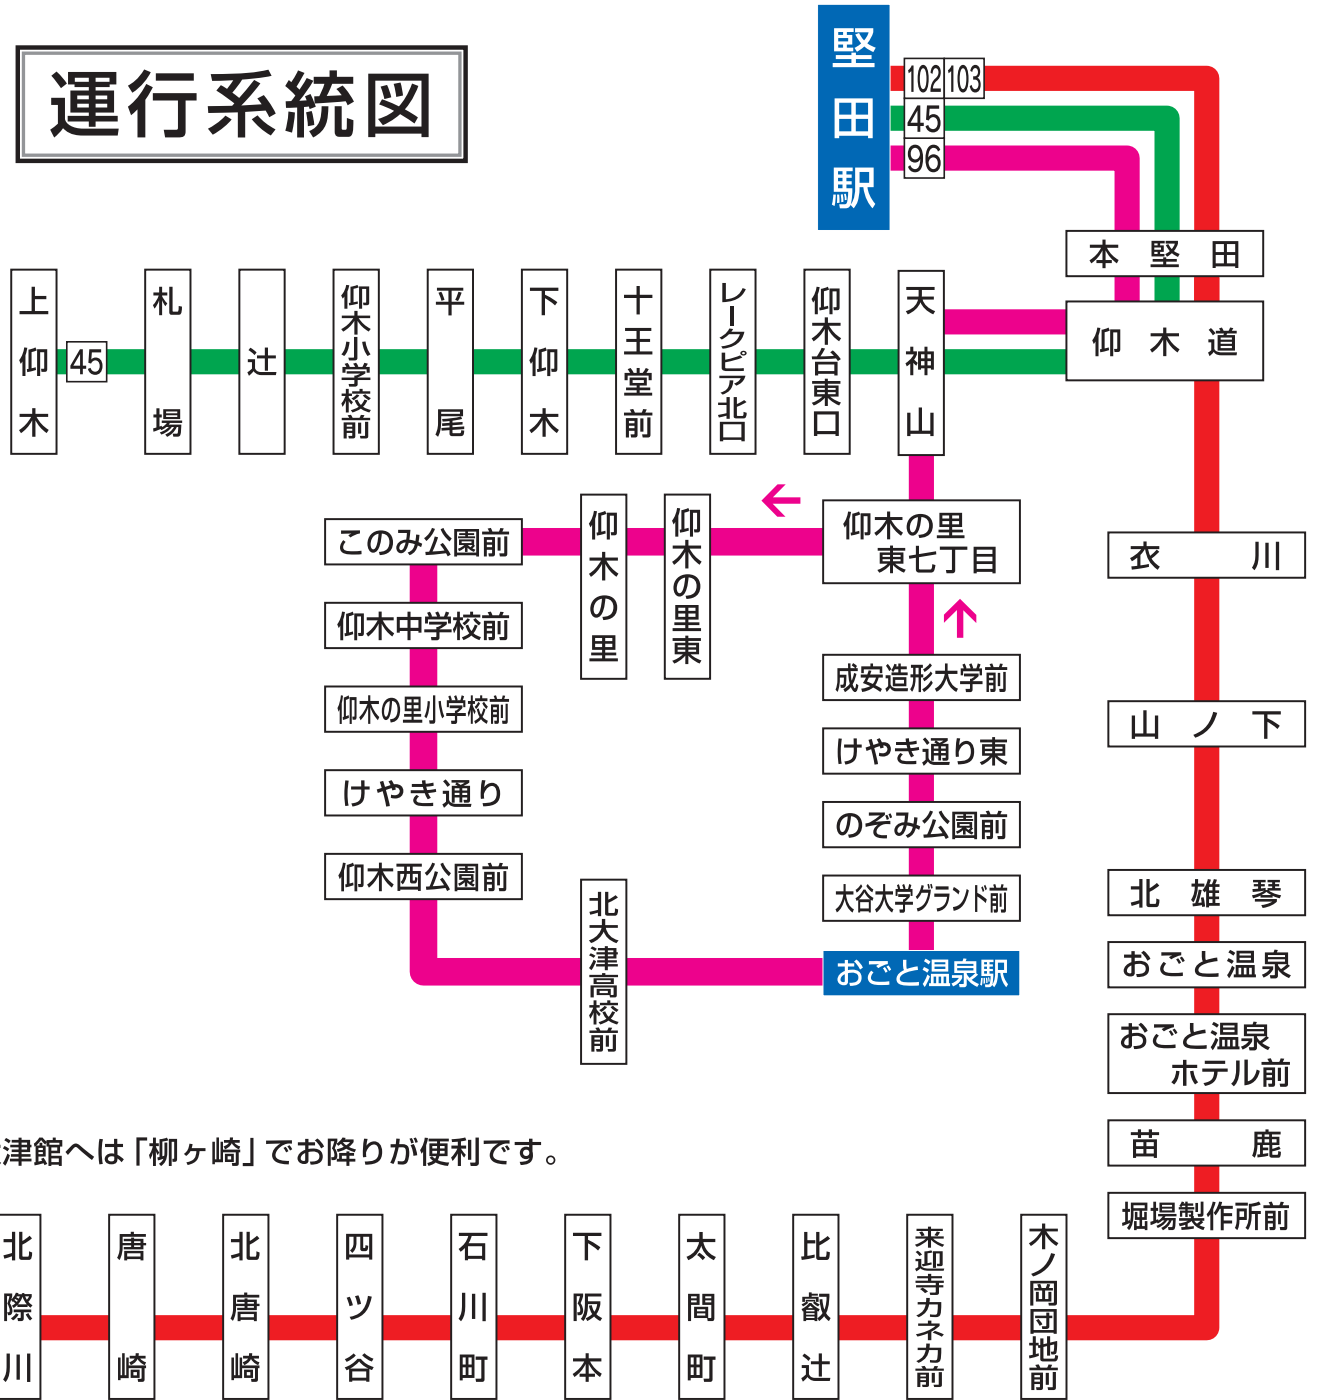 運行系統図
堅田駅
102
103
45
96
本堅田
仰木道
上仰木
45
札場
辻
仰木小学校前
平尾
下仰木
十王堂前
レークピア北口
仰木台東口
天神山
仰木の里
東七丁目
仰木の里東
仰木の里
このみ公園前
仰木中学校前
仰木の里小学校前
けやき通り
仰木西公園前
北大津高校前
成安造形大学前
けやき通り東
のぞみ公園前
大谷大学グランド前
おごと温泉駅
衣川
山ノ下
北雄琴
おごと温泉
おごと温泉
ホテル前
苗鹿
堀場製作所前
津館へは「柳ヶ崎」でお降りが便利です。
北際川
唐崎
北唐崎
四ツ谷
石川町
下阪本
太間町
比叡辻
来迎寺カネカ前
木ノ岡団地前